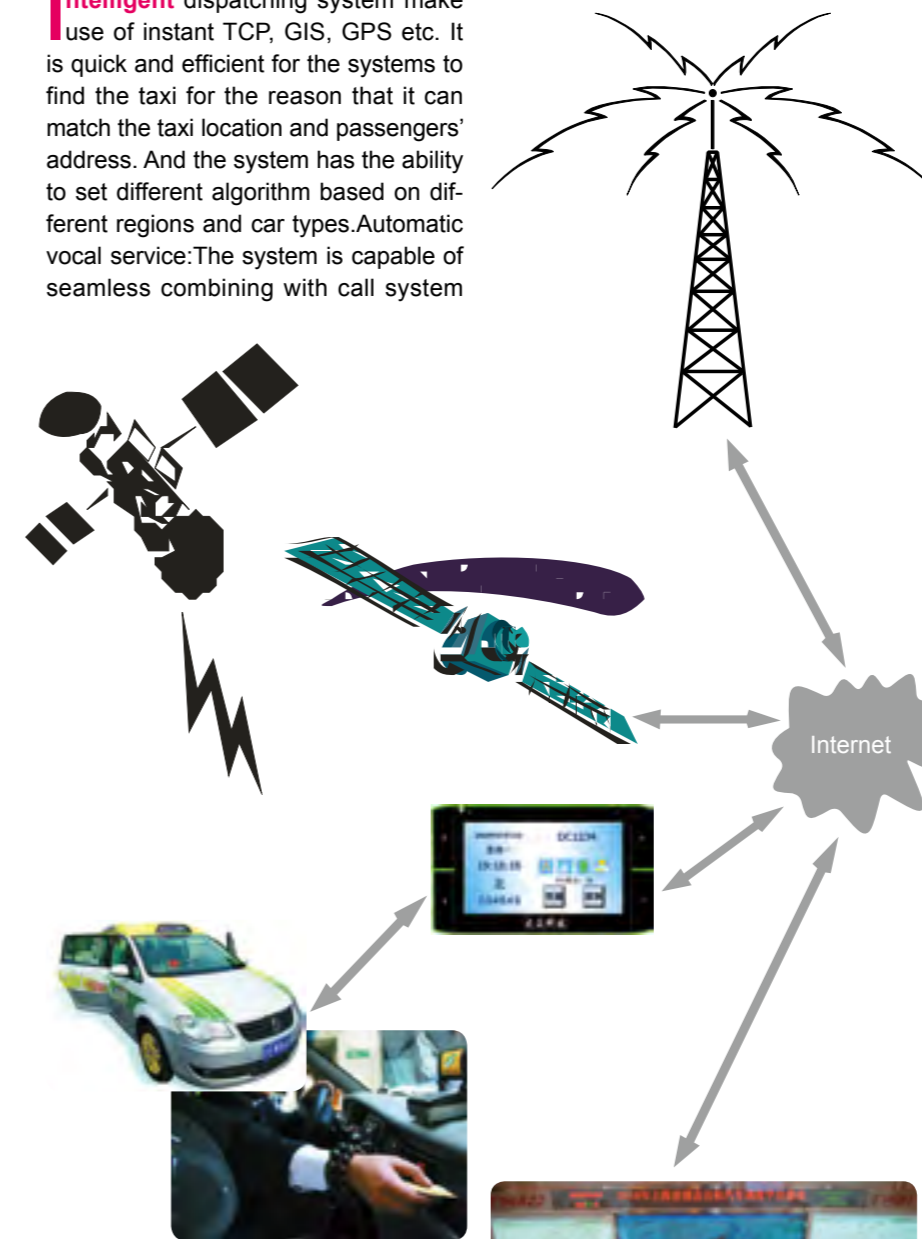 Intelligent dispatching system make
use of instant TCP, GIS, GPS etc. It
is quick and efficient for the systems to
find the taxi for the reason that it can
match the taxi location and passengers'
address. And the system has the ability
to set different algorithm based on dif-
ferent regions and car types.Automatic
vocal service:The system is capable of
seamless combining with call system
Internet
DC1234